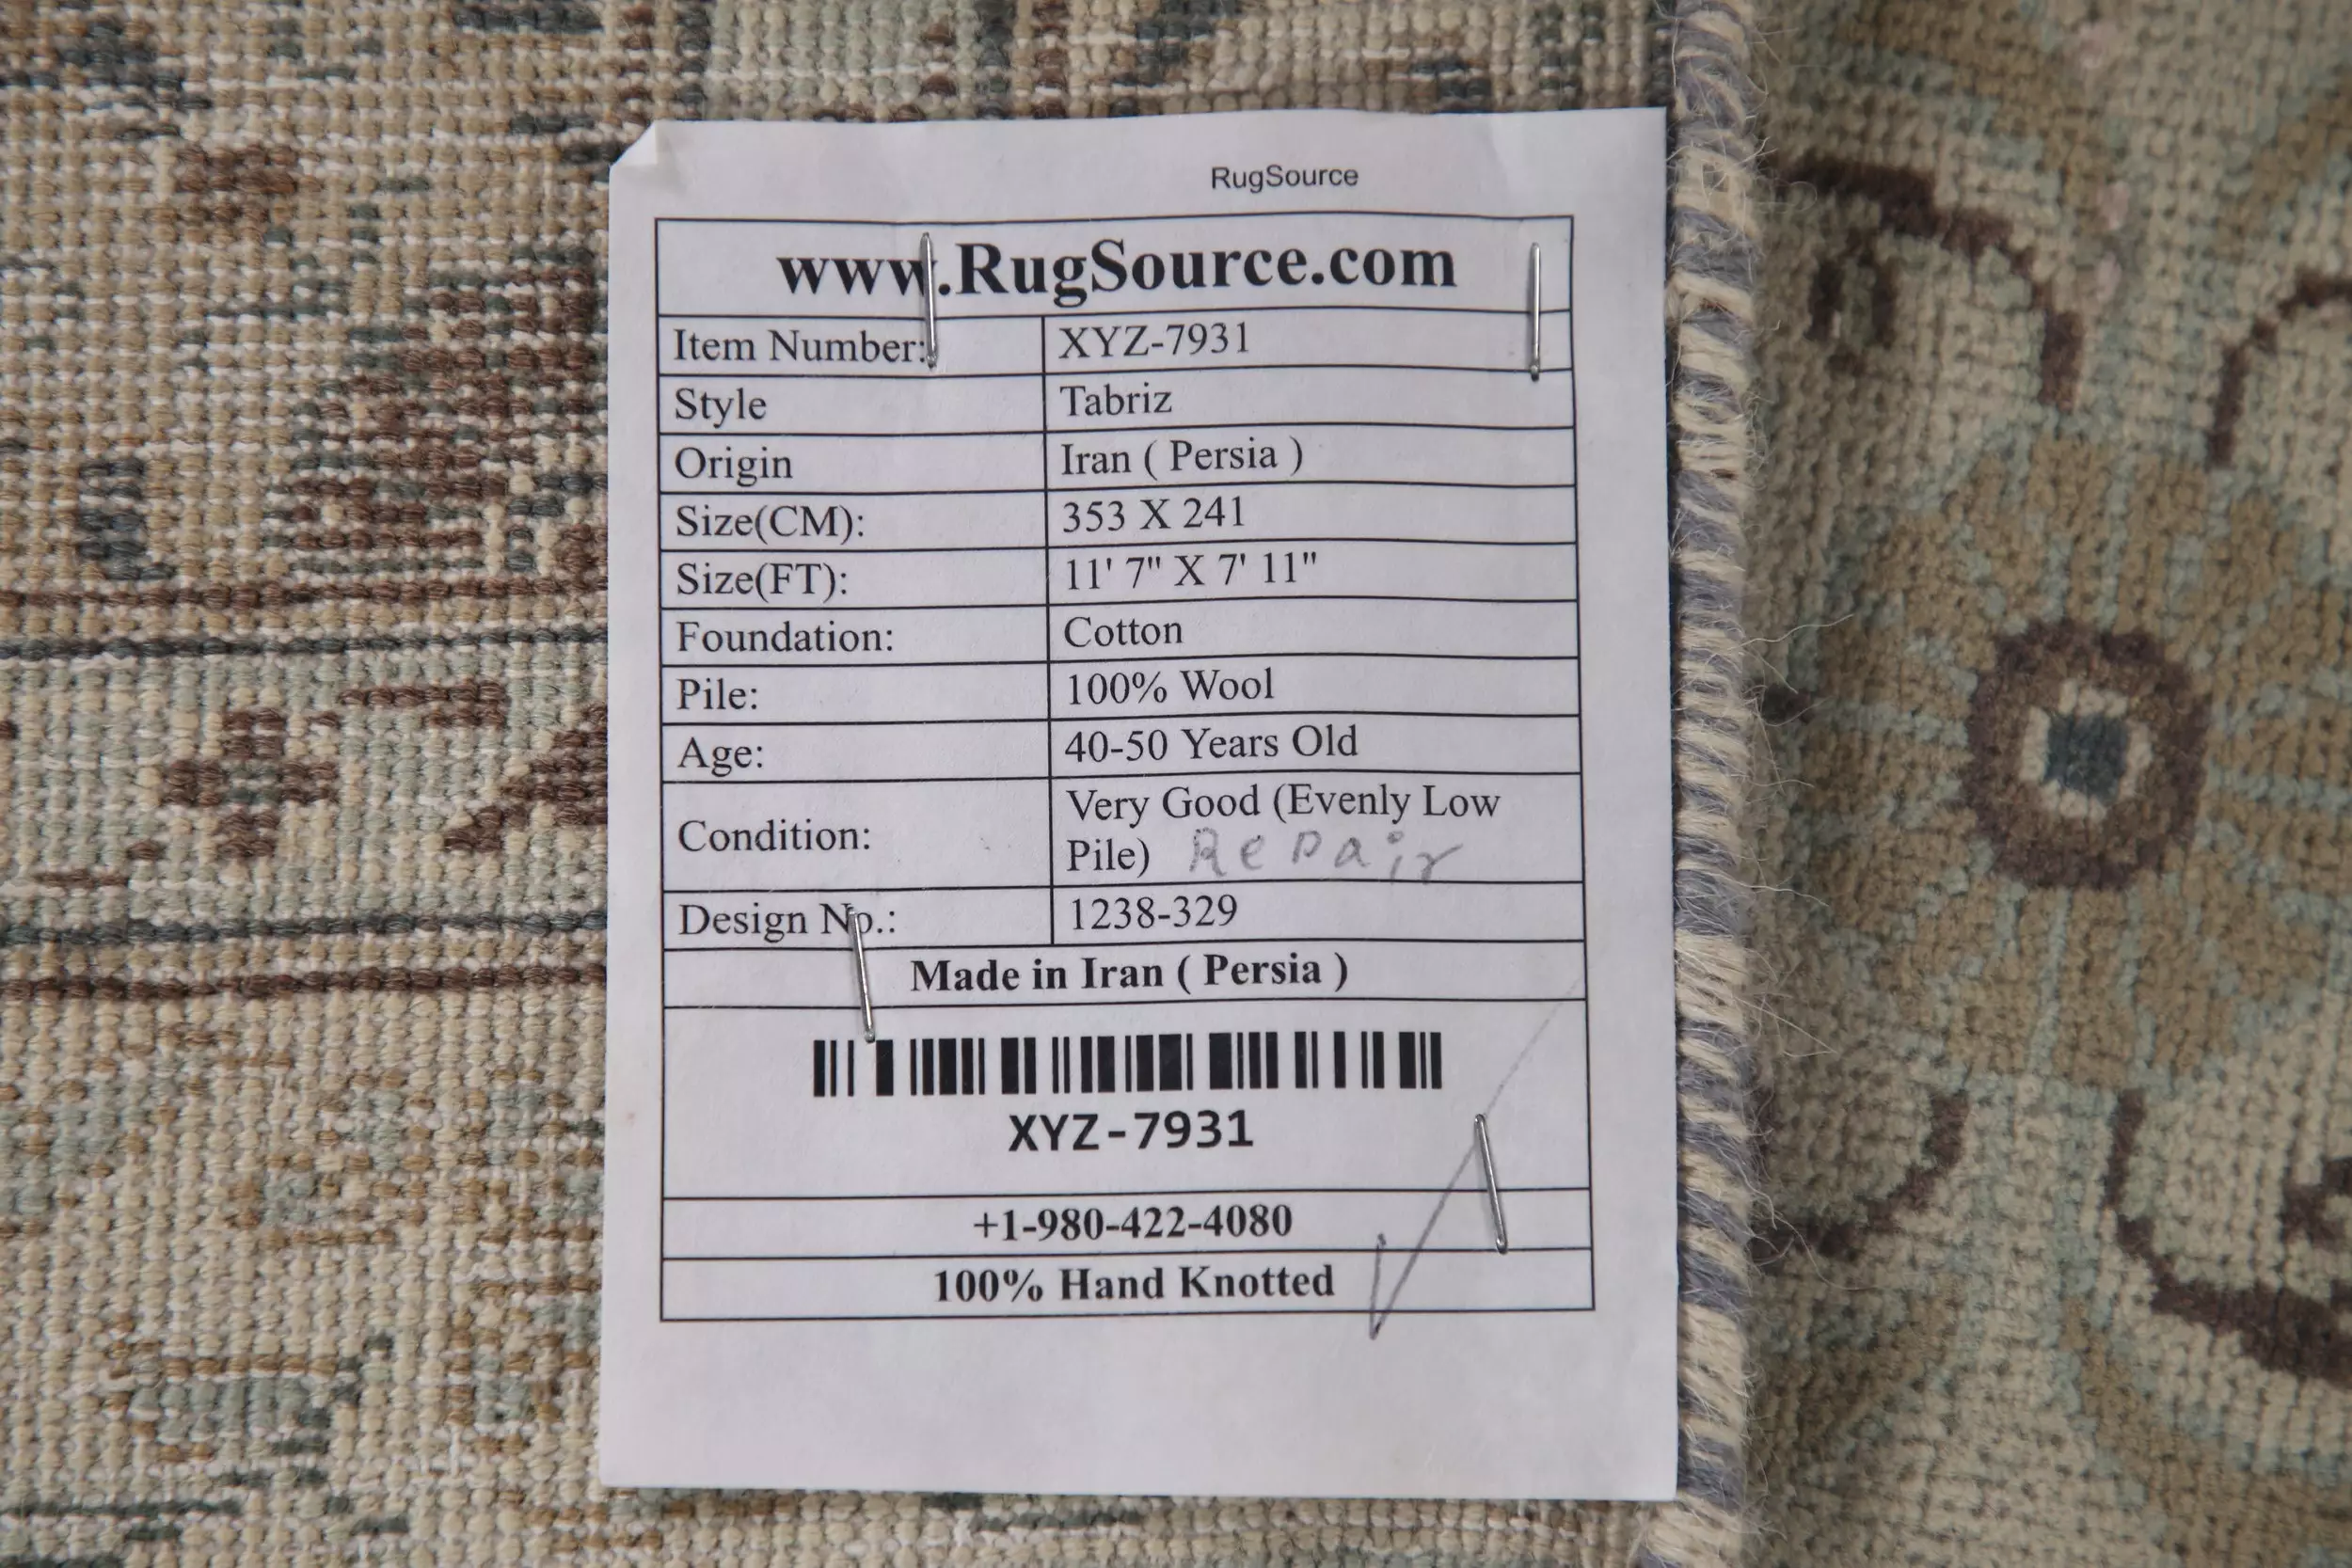 RugSource
www.RugSource.com
Item Number: XYZ-7931
Style Tabriz
Origin Iran ( Persia )
Size(CM): 353 X 241
Size(FT): 11' 7" X 7' 11"
Foundation: Cotton
Pile: 100% Wool
Age: 40-50 Years Old
Condition: Very Good (Evenly Low
Pile) Repair
Design No.: 1238-329
Made in Iran ( Persia )
XYZ-7931
+1-980-422-4080
100% Hand Knotted